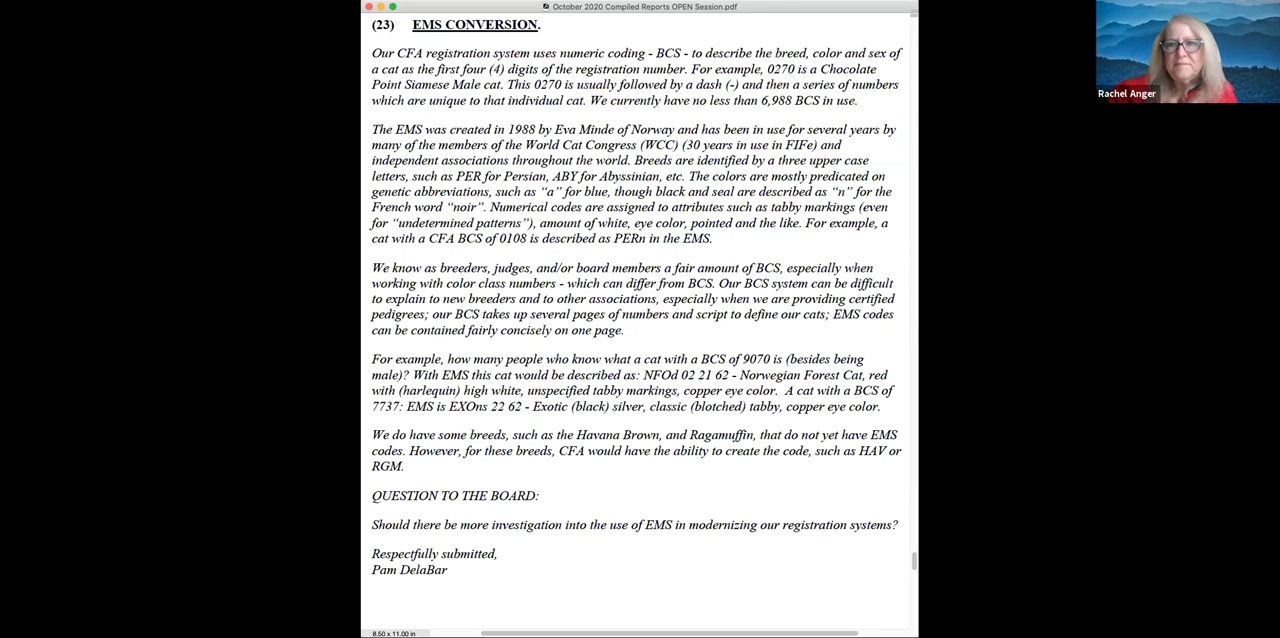 October 2020 Compiled Reports OPEN Session.pdf
(23) EMS CONVERSION.
Our CFA registration system uses numeric coding - BCS - to describe the breed, color and sex of
a cat as the first four (4) digits of the registration number. For example, 0270 is a Chocolate
Point Siamese Male cat. This 0270 is usually followed by a dash (-) and then a series of numbers
which are unique to that individual cat. We currently have no less than 6,988 BCS in use.
The EMS was created in 1988 by Eva Minde of Norway and has been in use for several years by
many of the members of the World Cat Congress (WCC) (30 years in use in FIFe) and
independent associations throughout the world. Breeds are identified by a three upper case
letters, such as PER for Persian, ABY for Abyssinian, etc. The colors are mostly predicated on
genetic abbreviations, such as “a” for blue, though black and seal are described as “n” for the
French word “noir”. Numerical codes are assigned to attributes such as tabby markings (even
for “undetermined patterns”), amount of white, eye color, pointed and the like. For example, a
cat with a CFA BCS of 0108 is described as PERn in the EMS.
We know as breeders, judges, and/or board members a fair amount of BCS, especially when
working with color class numbers - which can differ from BCS. Our BCS system can be difficult
to explain to new breeders and to other associations, especially when we are providing certified
pedigrees; our BCS takes up several pages of numbers and script to define our cats; EMS codes
can be contained fairly concisely on one page.
For example, how many people who know what a cat with a BCS of 9070 is (besides being
male)? With EMS this cat would be described as: NFOd 02 21 62 - Norwegian Forest Cat, red
with (harlequin) high white, unspecified tabby markings, copper eye color. A cat with a BCS of
7737: EMS is EXOns 22 62 - Exotic (black) silver, classic (blotched) tabby, copper eye color.
We do have some breeds, such as the Havana Brown, and Ragamuffin, that do not yet have EMS
codes. However, for these breeds, CFA would have the ability to create the code, such as HAV or
RGM.
QUESTION TO THE BOARD:
Should there be more investigation into the use of EMS in modernizing our registration systems?
Respectfully submitted,
Pam DelaBar
8.50 x 11.00 in
Rachel Anger